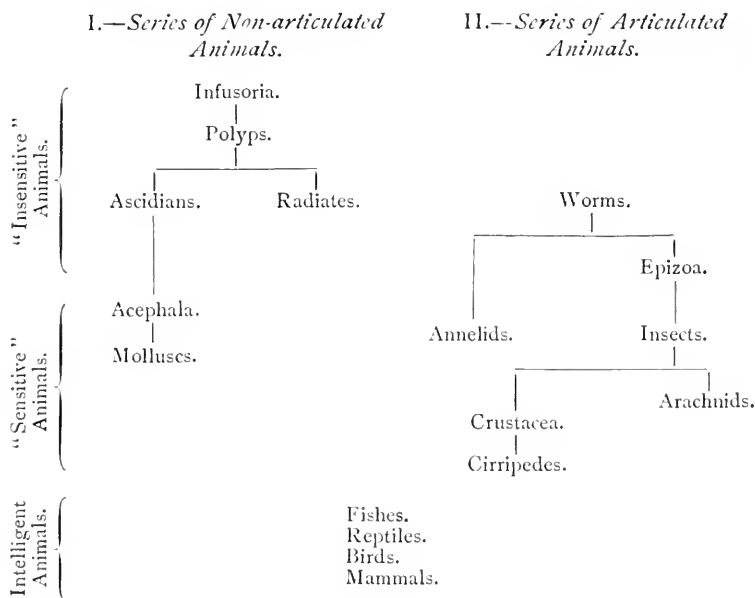 I.—Series of Non-articulated
Animals.
II.--Series of Articulated
Animals.
"Insensitive"
Animals.
Infusoria.
Polyps.
Ascidians.
Radiates.
Worms.
Epizoa.
"Sensitive"
Animals.
Acephala.
Molluscs.
Annelids.
Insects.
Arachnids.
Crustacea.
Cirripedes.
Intelligent
Animals.
Fishes.
Reptiles.
Birds.
Mammals.